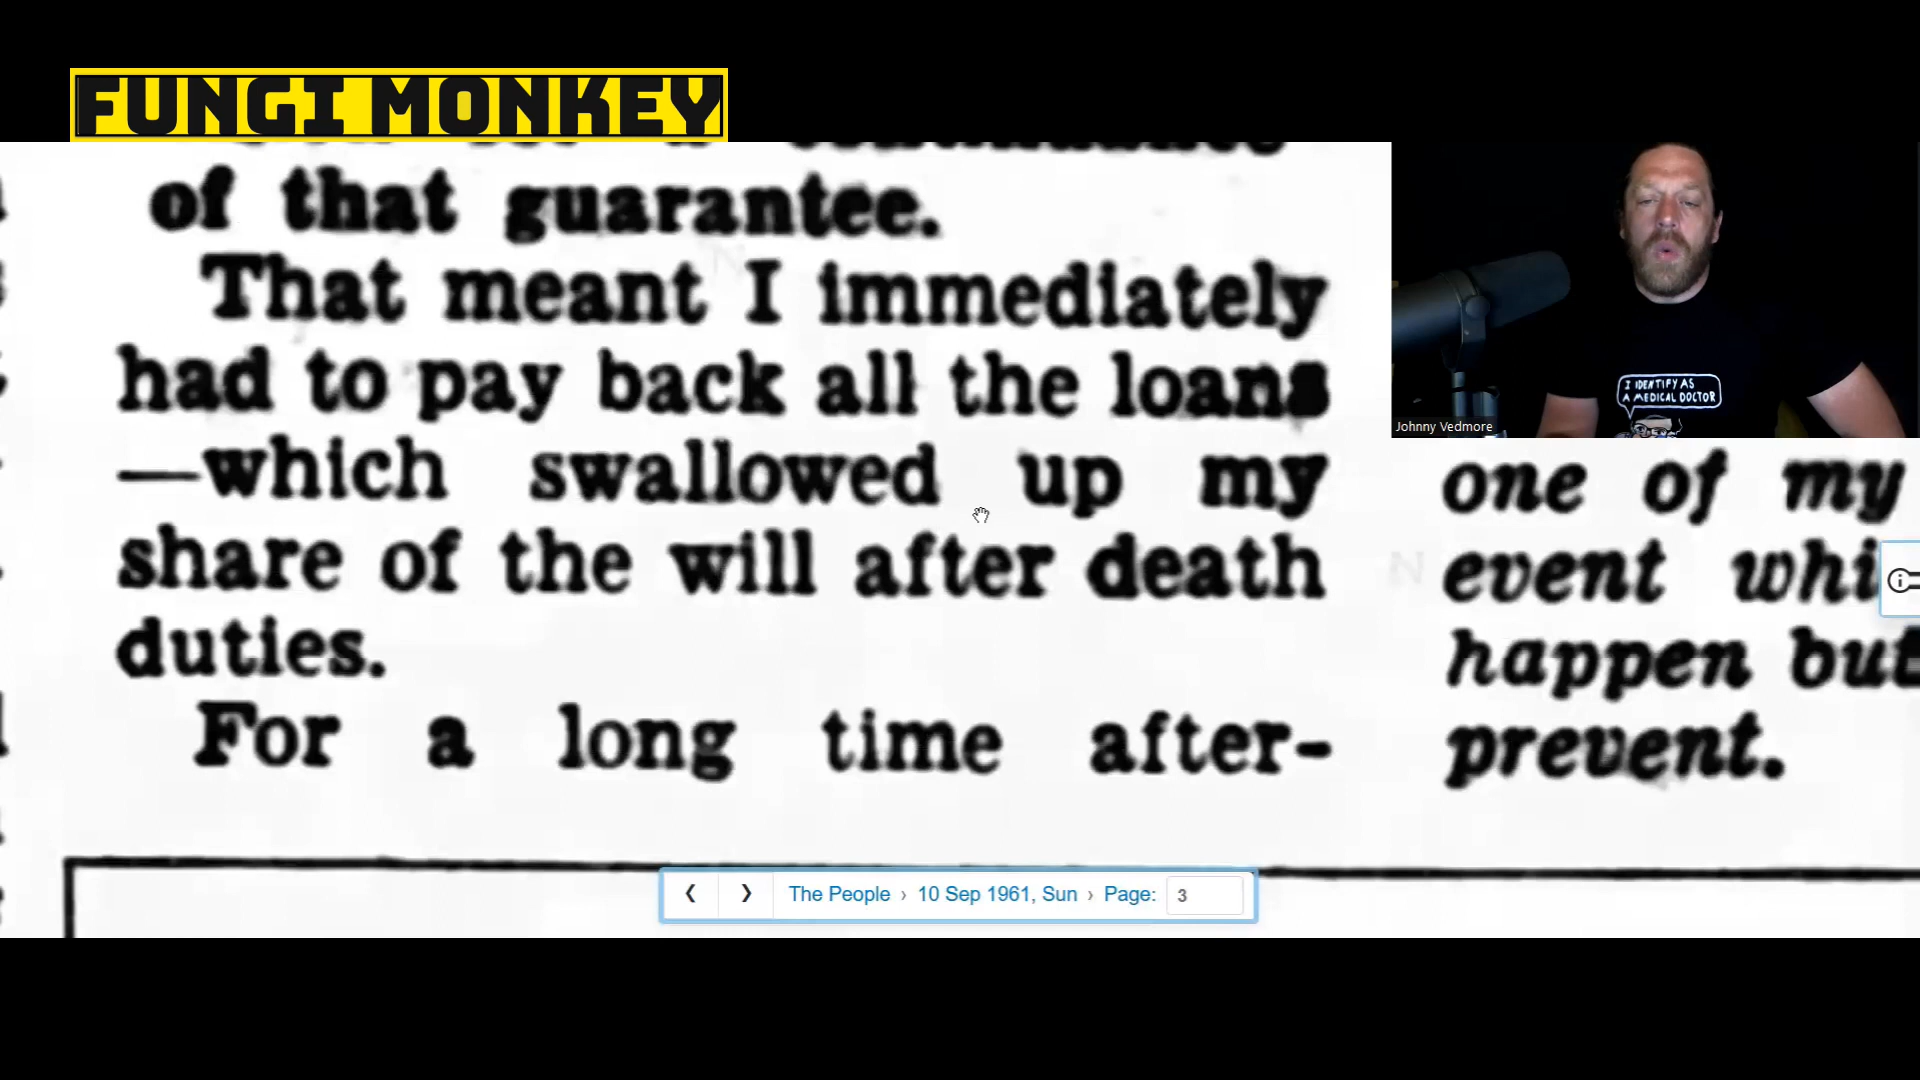 FUNGI MONKEY
of that guarantee.
That meant I immediately
had to pay back all the loans
—which swallowed up my
share of the will after death
duties.
For a long time after-
I IDENTIFY AS
A MEDICAL DOCTOR
Johnny Vedmore
one of my
event whi
happen but
prevent.
The People › 10 Sep 1961, Sun › Page: 3